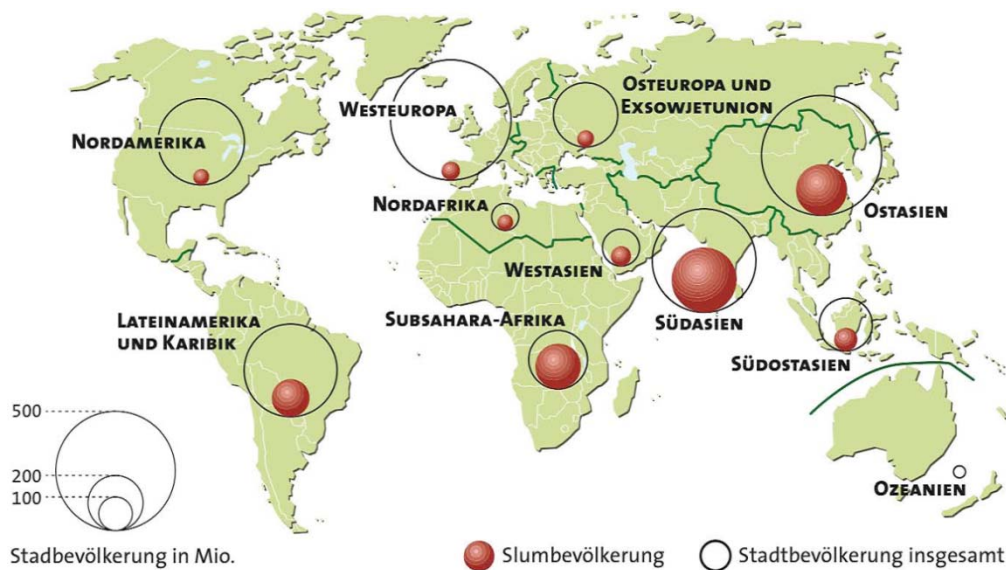 Nordamerika
Westeuropa
Osteuropa und
Exsowjetunion
Ostasien
Nordafrika
Westasien
Südasien
Subsahara-Afrika
Lateinamerika
und Karibik
Südostasien
Ozeanien
500
200
100
Stadbevölkerung in Mio.
Slumbevölkerung
Stadtbevölkerung insgesamt